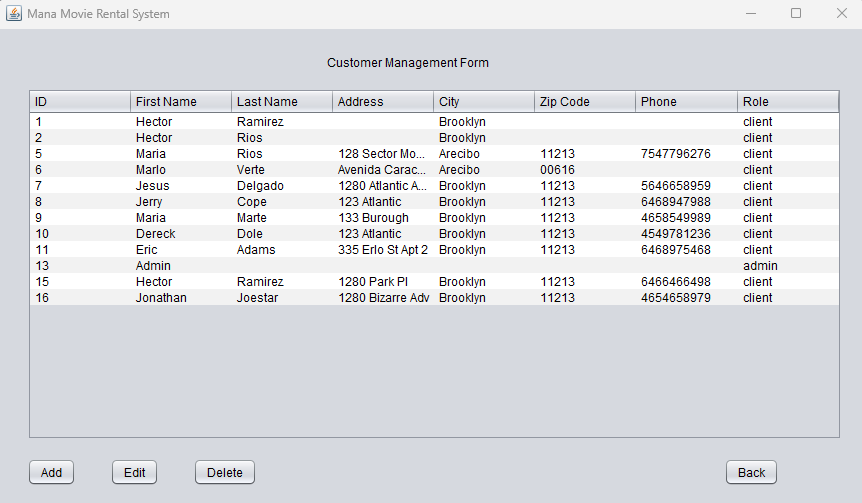 Mana Movie Rental System
Customer Management Form
ID First Name Last Name Address City Zip Code Phone Role
1 Hector Ramirez Brooklyn client
2 Hector Rios Brooklyn client
5 Maria Rios 128 Sector Mo... Arecibo 11213 7547796276 client
6 Marlo Verte Avenida Carac... Arecibo 00616 client
7 Jesus Delgado 1280 Atlantic A... Brooklyn 11213 5646658959 client
8 Jerry Cope 123 Atlantic Brooklyn 11213 6468947988 client
9 Maria Marte 133 Burough Brooklyn 11213 4658549989 client
10 Dereck Dole 123 Atlantic Brooklyn 11213 4549781236 client
11 Eric Adams 335 Erlo St Apt 2 Brooklyn 11213 6468975468 client
13 Admin admin
15 Hector Ramirez 1280 Park Pl Brooklyn 11213 6466466498 client
16 Jonathan Joestar 1280 Bizarre Adv Brooklyn 11213 4654658979 client
Add Edit Delete Back